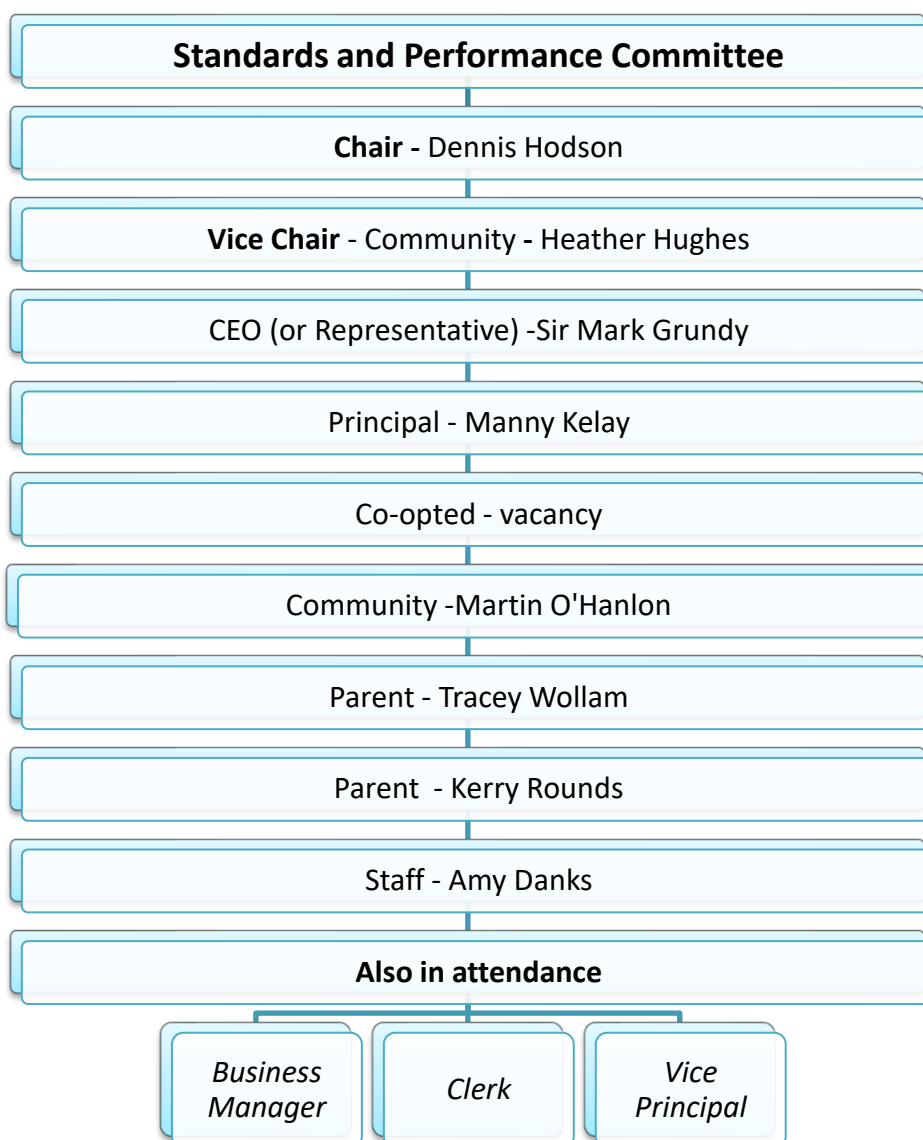 Standards and Performance Committee
Chair - Dennis Hodson
Vice Chair - Community - Heather Hughes
CEO (or Representative) -Sir Mark Grundy
Principal - Manny Kelay
Co-opted - vacancy
Community -Martin O'Hanlon
Parent - Tracey Wollam
Parent  - Kerry Rounds
Staff - Amy Danks
Also in attendance
Business
Manager
Clerk
Vice
Principal